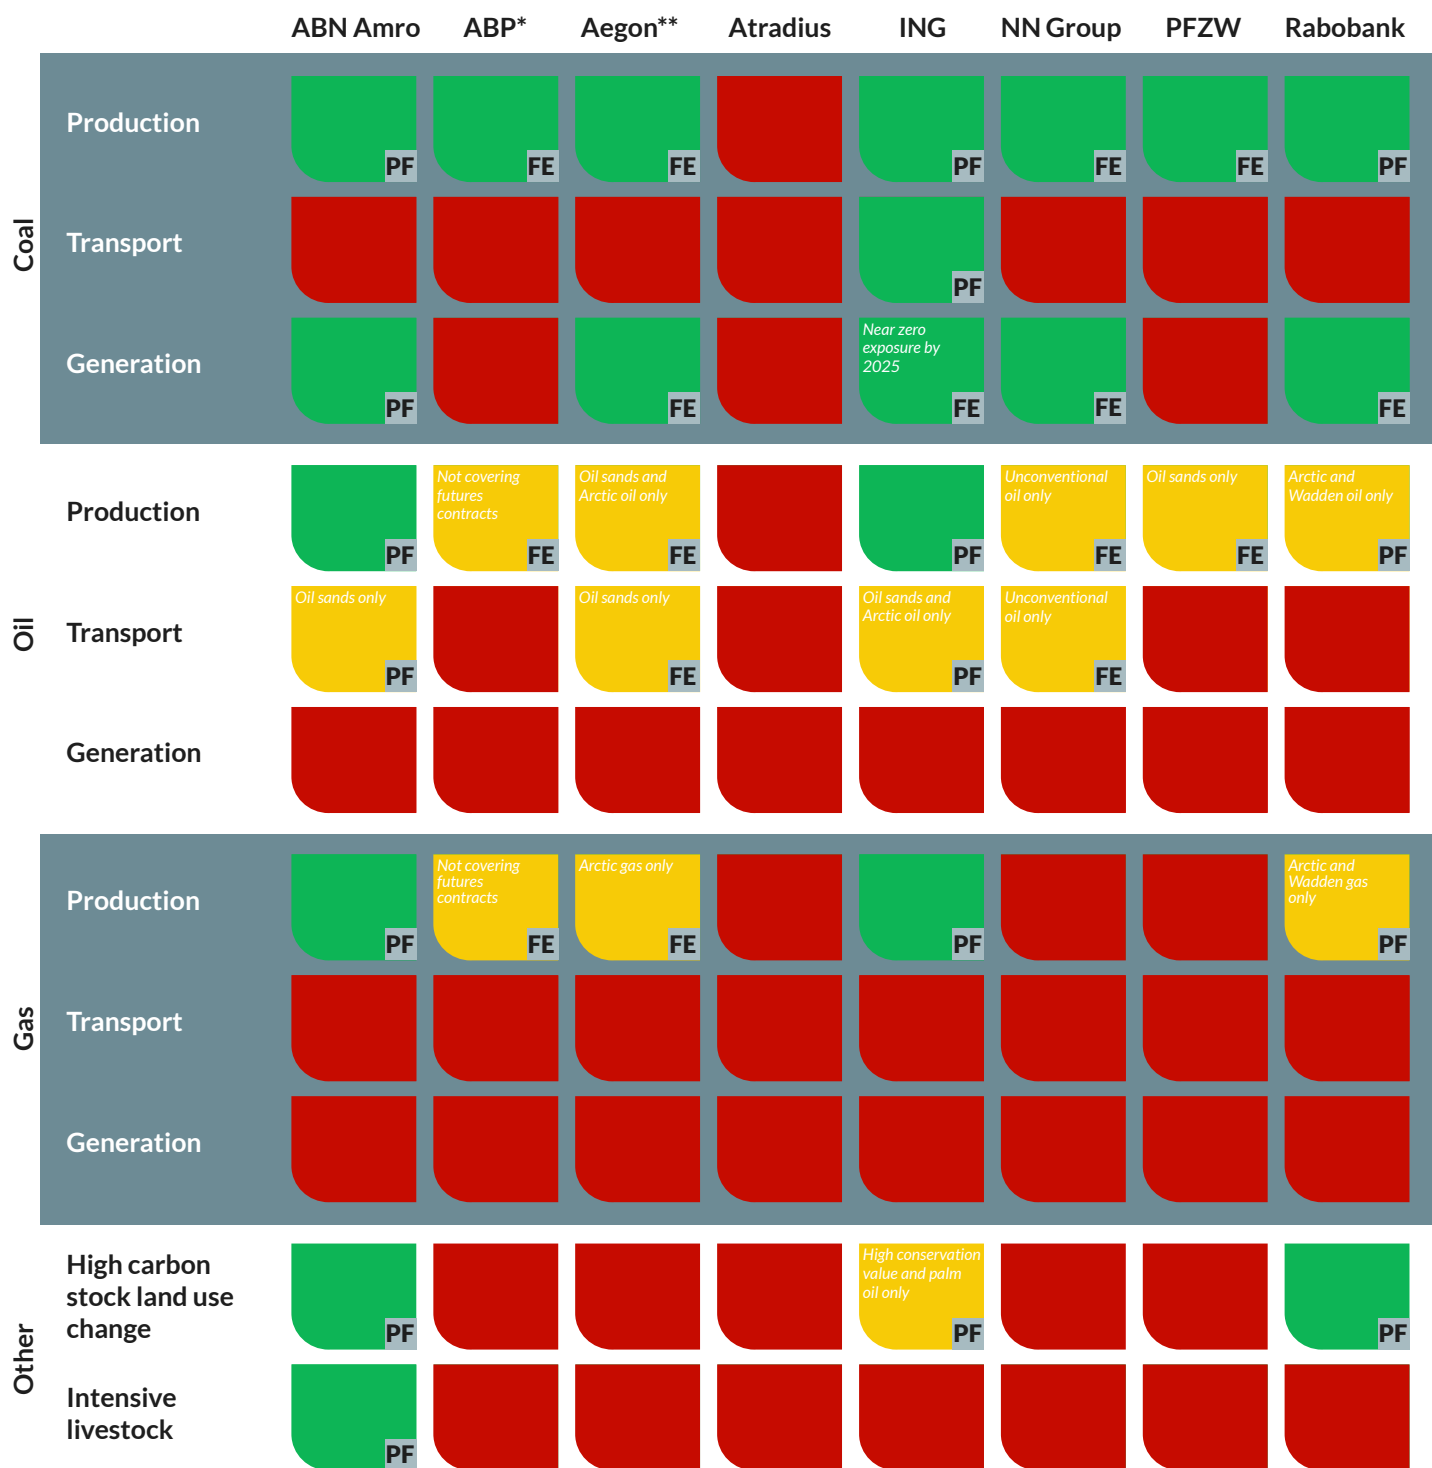 ABN Amro ABP* Aegon** Atradius ING NN Group PFZW Rabobank
Coal
Production
PF FE FE PF FE FE PF
Transport
PF
Generation
Near zero
exposure by
2025
PF FE FE FE FE
Oil
Production
Not covering
futures
contracts
Oil sands and
Arctic oil only
Unconventional
oil only
Oil sands only
Arctic and
Wadden oil only
PF FE FE PF FE FE PF
Transport
Oil sands only
Oil sands only
Oil sands and
Arctic oil only
Unconventional
oil only
PF FE PF FE
Generation
Gas
Production
Not covering
futures
contracts
Arctic gas only
Arctic and
Wadden gas
only
PF FE FE PF PF
Transport
Generation
Other
High carbon
stock land use
change
High conservation
value and palm
oil only
PF PF PF
Intensive
livestock
PF